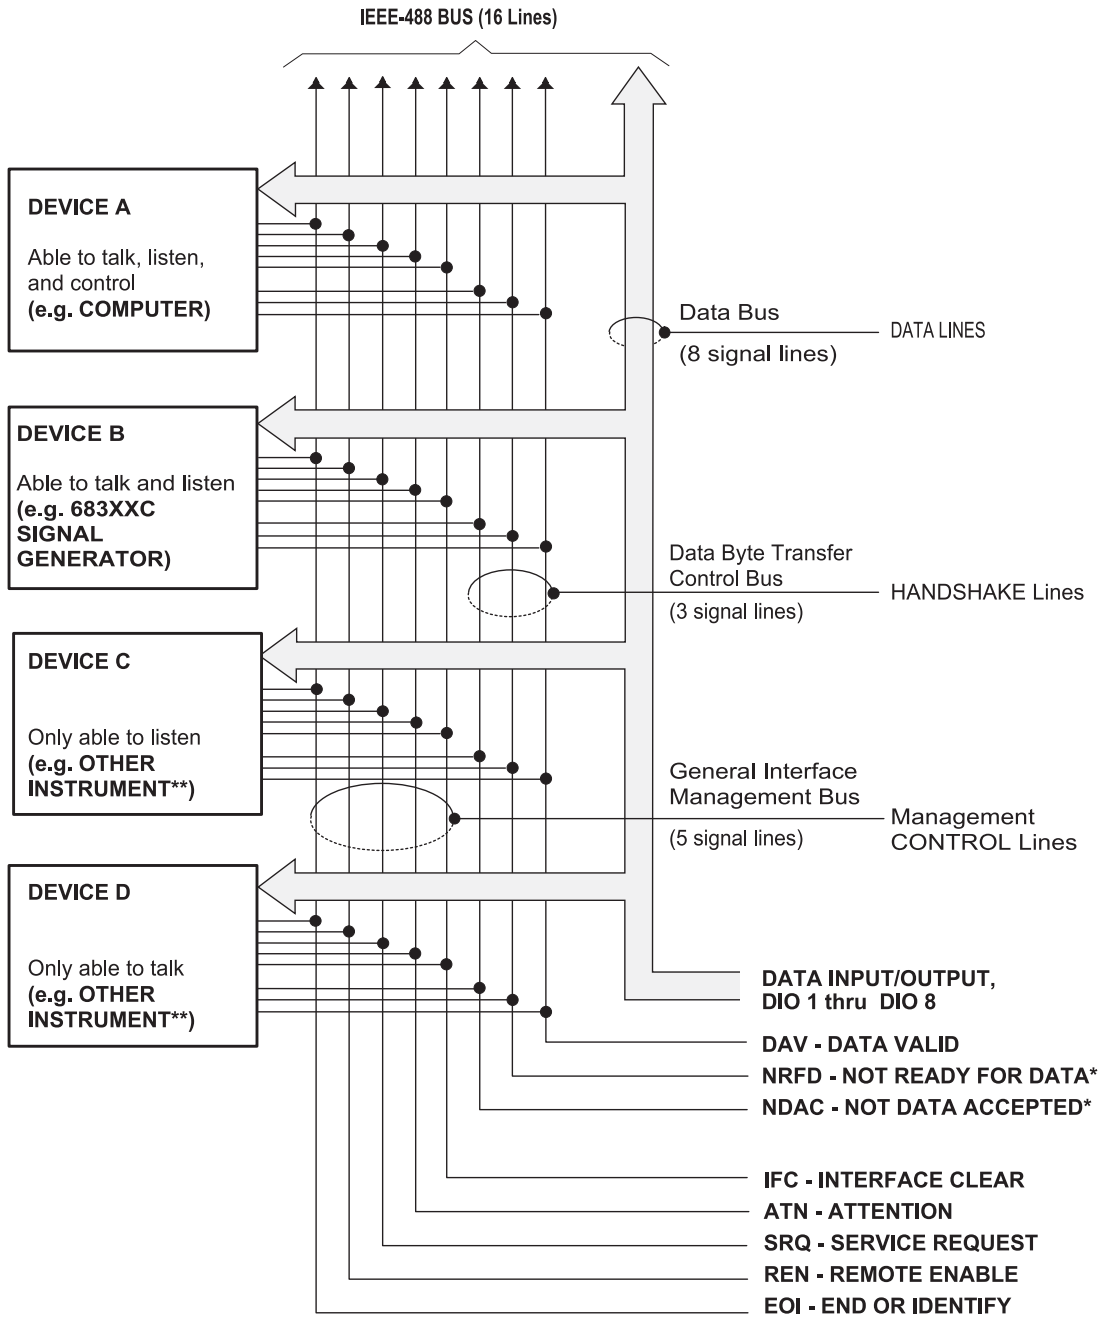 IEEE-488 BUS (16 Lines)
DEVICE A
Able to talk, listen,
and control
(e.g. COMPUTER)
Data Bus
(8 signal lines)
DATA LINES
DEVICE B
Able to talk and listen
(e.g. 683XXC
SIGNAL
GENERATOR)
Data Byte Transfer
Control Bus
(3 signal lines)
HANDSHAKE Lines
DEVICE C
Only able to listen
(e.g. OTHER
INSTRUMENT**)
General Interface
Management Bus
(5 signal lines)
Management
CONTROL Lines
DEVICE D
Only able to talk
(e.g. OTHER
INSTRUMENT**)
DATA INPUT/OUTPUT,
DIO 1 thru DIO 8
DAV - DATA VALID
NRFD - NOT READY FOR DATA*
NDAC - NOT DATA ACCEPTED*
IFC - INTERFACE CLEAR
ATN - ATTENTION
SRQ - SERVICE REQUEST
REN - REMOTE ENABLE
EOI - END OR IDENTIFY